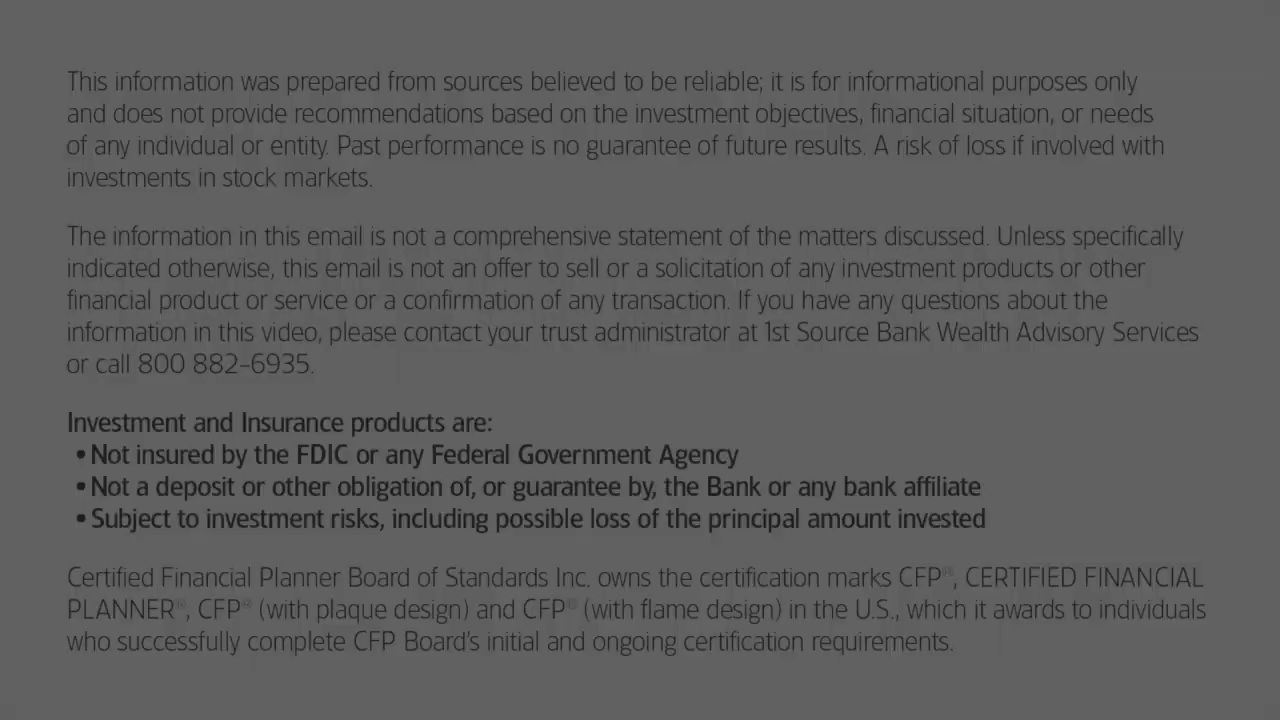 This information was prepared from sources believed to be reliable; it is for informational purposes only
and does not provide recommendations based on the investment objectives, financial situation, or needs
of any individual or entity. Past performance is no guarantee of future results. A risk of loss if involved with
investments in stock markets.
The information in this email is not a comprehensive statement of the matters discussed. Unless specifically
indicated otherwise, this email is not an offer to sell or a solicitation of any investment products or other
financial product or service or a confirmation of any transaction. If you have any questions about the
information in this video, please contact your trust administrator at 1st Source Bank Wealth Advisory Services
or call 800 882-6935.
Investment and Insurance products are:
• Not insured by the FDIC or any Federal Government Agency
• Not a deposit or other obligation of, or guarantee by, the Bank or any bank affiliate
• Subject to investment risks, including possible loss of the principal amount invested
Certified Financial Planner Board of Standards Inc. owns the certification marks CFP®, CERTIFIED FINANCIAL
PLANNER®, CFP® (with plaque design) and CFP® (with flame design) in the U.S., which it awards to individuals
who successfully complete CFP Board's initial and ongoing certification requirements.